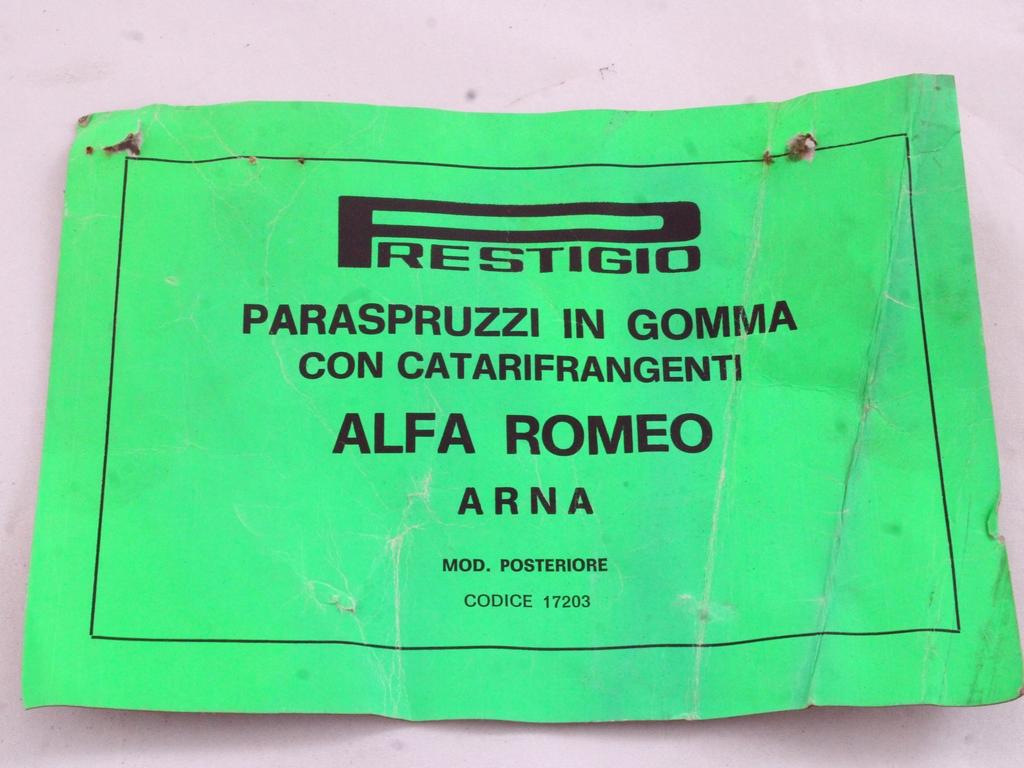 PRESTIGIO
PARASPRUZZI IN GOMMA
CON CATARIFRANGENTI
ALFA ROMEO
ARNA
MOD. POSTERIORE
CODICE 17203